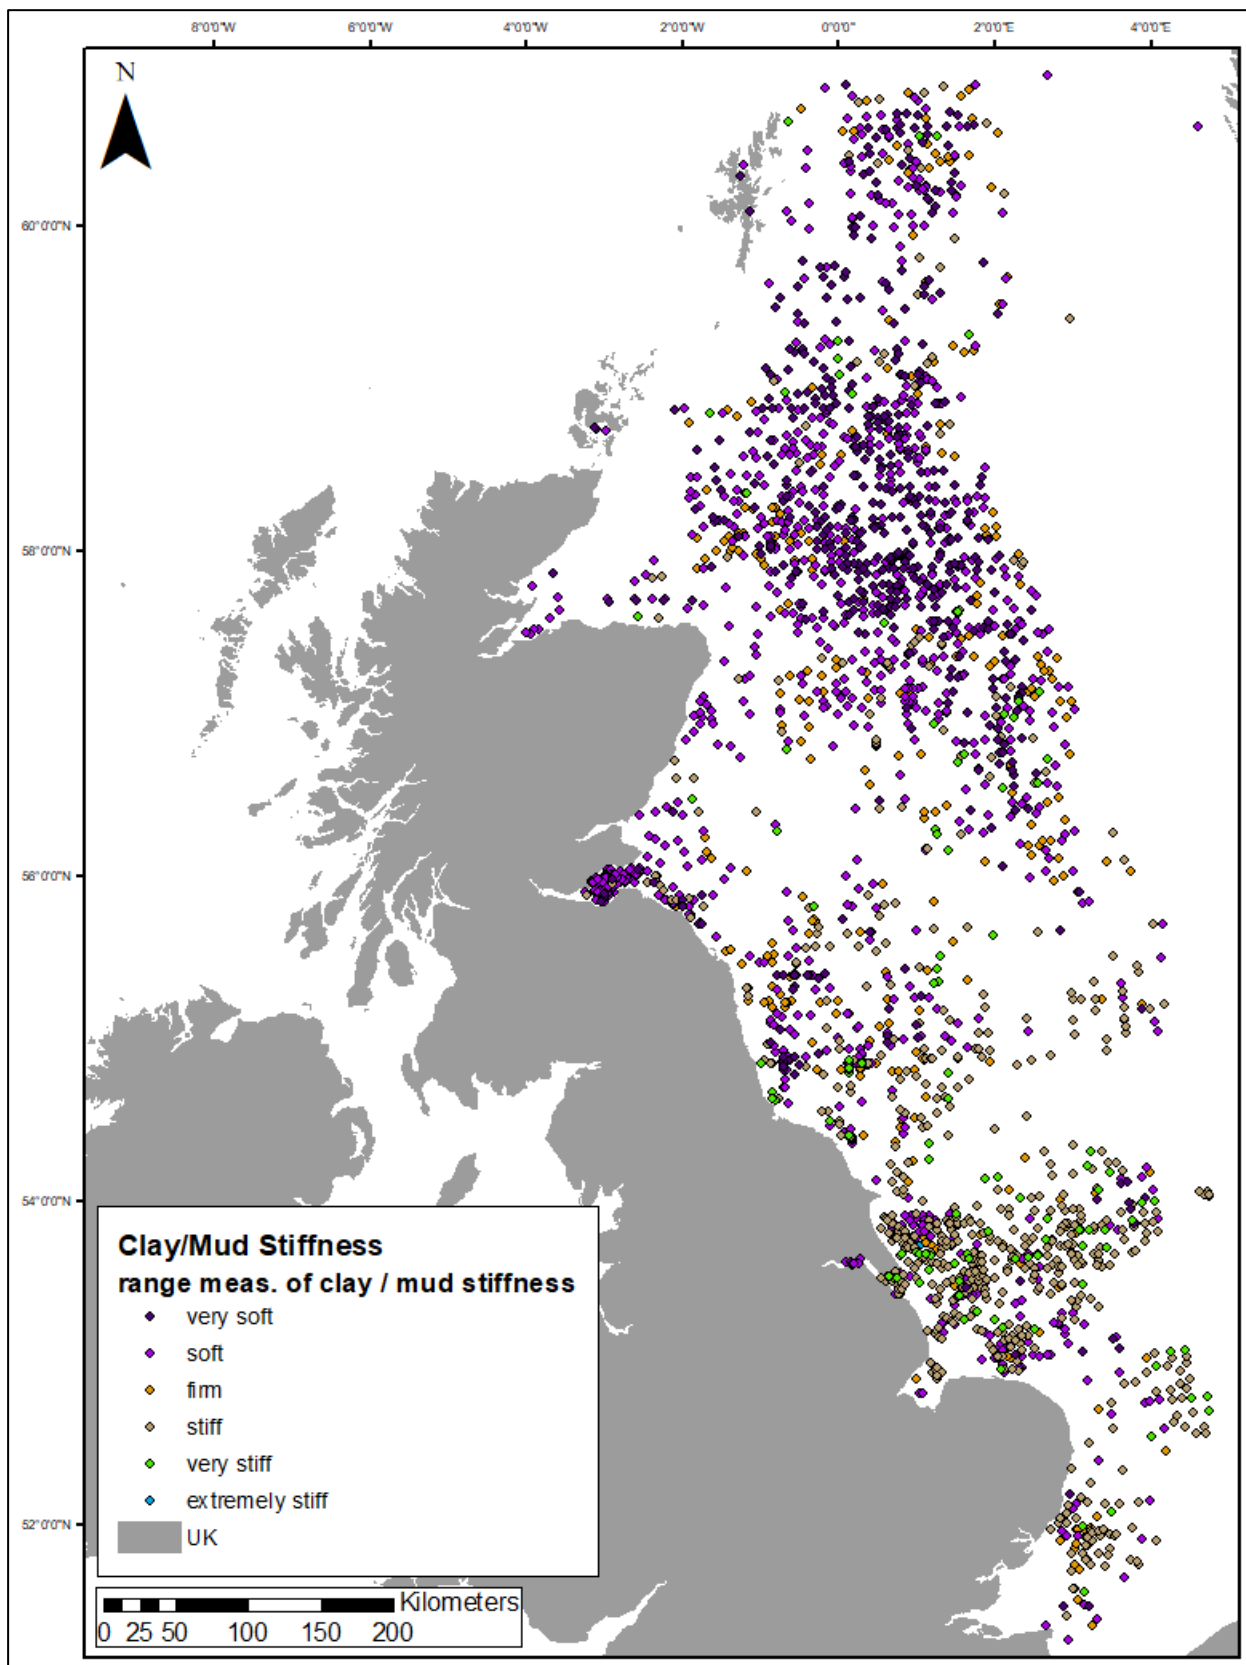 8°0'0"W 6°0'0"W 4°0'0"W 2°0'0"W 0°0'0" 2°0'0"E 4°0'0"E
N
60°0'0"N
58°0'0"N
56°0'0"N
54°0'0"N
52°0'0"N
Clay/Mud Stiffness
range meas. of clay / mud stiffness
very soft
soft
firm
stiff
very stiff
extremely stiff
UK
Kilometers
0 25 50 100 150 200